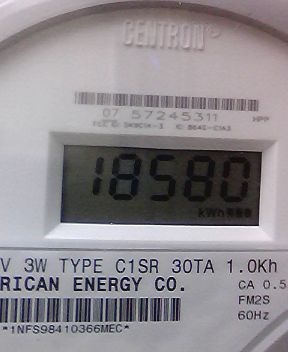 CENTRON
07 57245311 HPP
18580
kWh
V 3W TYPE C1SR 30TA 1.0Kh
RICAN ENERGY CO. CA 0.5
FM2S
*1NFS98410366MEC* 60Hz